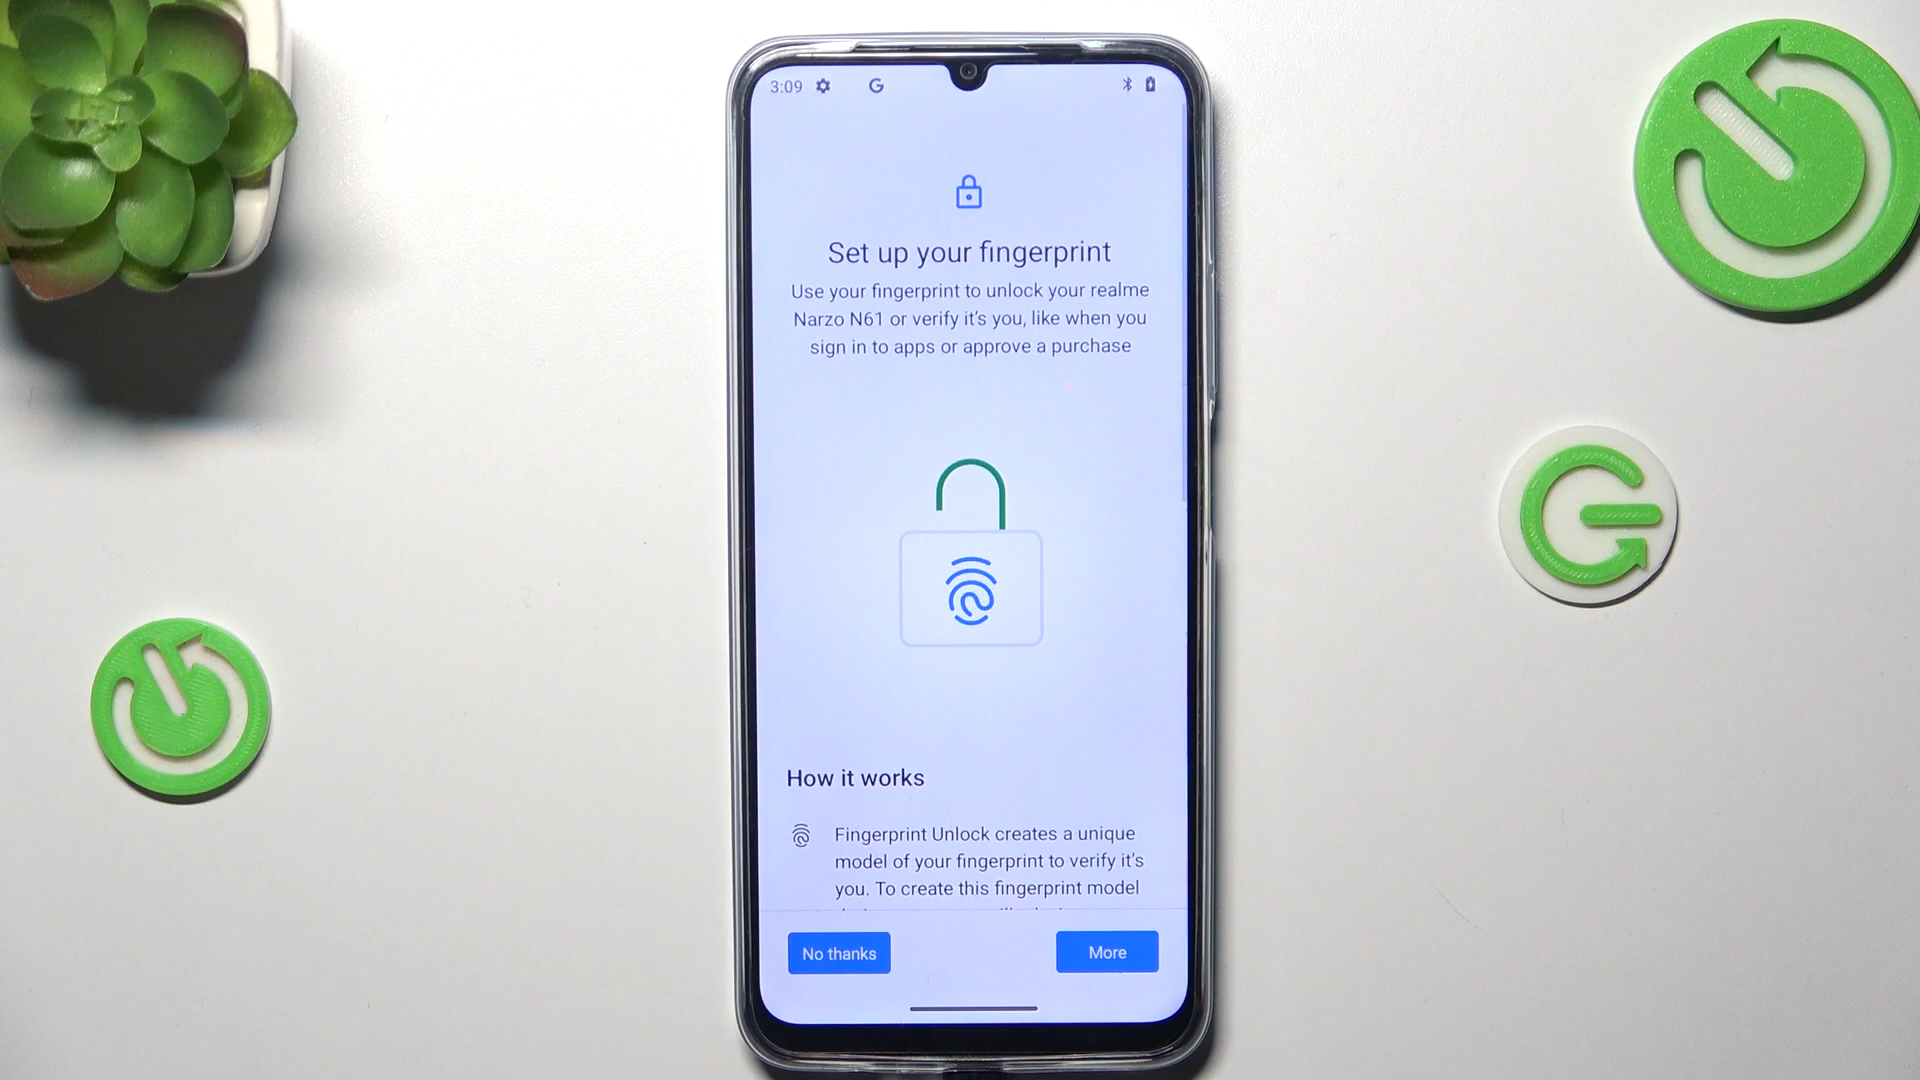 3:09
G
Set up your fingerprint
Use your fingerprint to unlock your realme
Narzo N61 or verify it’s you, like when you
sign in to apps or approve a purchase
How it works
Fingerprint Unlock creates a unique
model of your fingerprint to verify it’s
you. To create this fingerprint model
No thanks
More